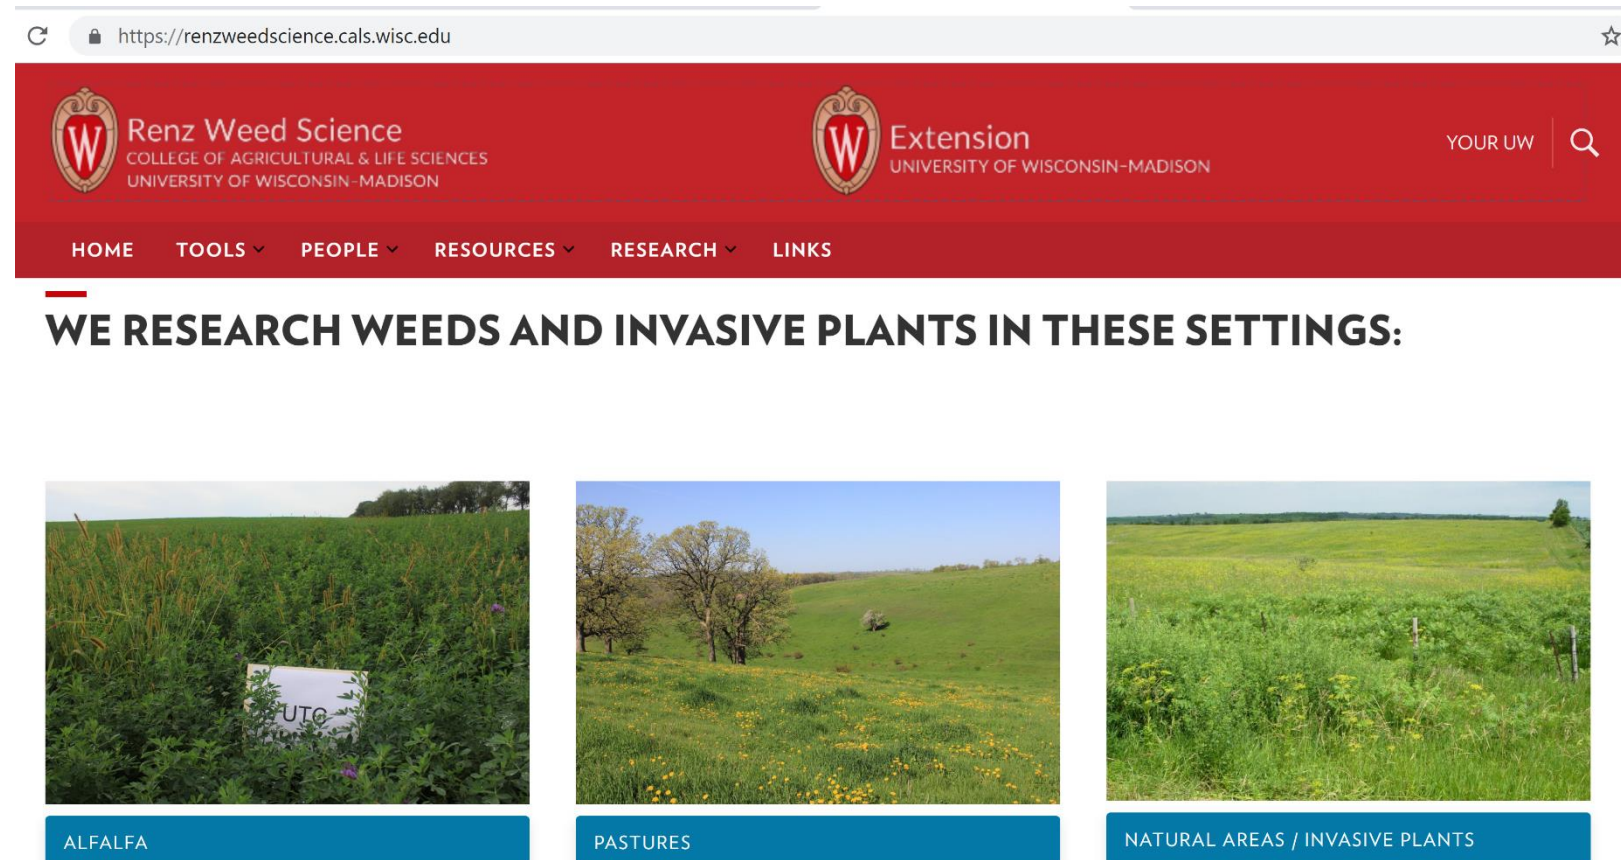 https://renzweedscience.cals.wisc.edu
Renz Weed Science
COLLEGE OF AGRICULTURAL & LIFE SCIENCES
UNIVERSITY OF WISCONSIN-MADISON
Extension
UNIVERSITY OF WISCONSIN-MADISON
YOUR UW
HOME TOOLS PEOPLE RESOURCES RESEARCH LINKS
WE RESEARCH WEEDS AND INVASIVE PLANTS IN THESE SETTINGS:
UTC
ALFALFA
PASTURES
NATURAL AREAS / INVASIVE PLANTS